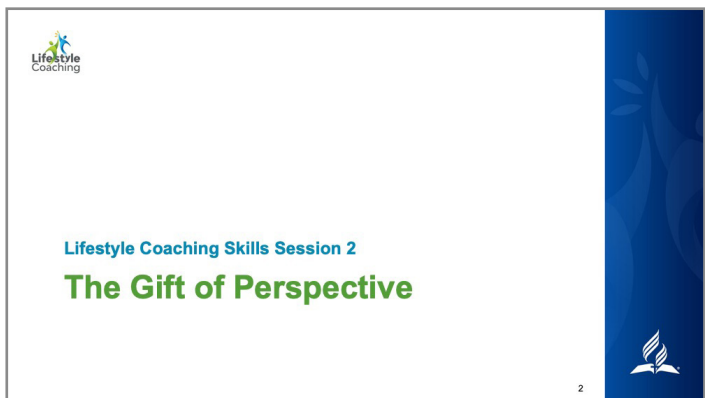 Lifestyle
Coaching
Lifestyle Coaching Skills Session 2
The Gift of Perspective
2